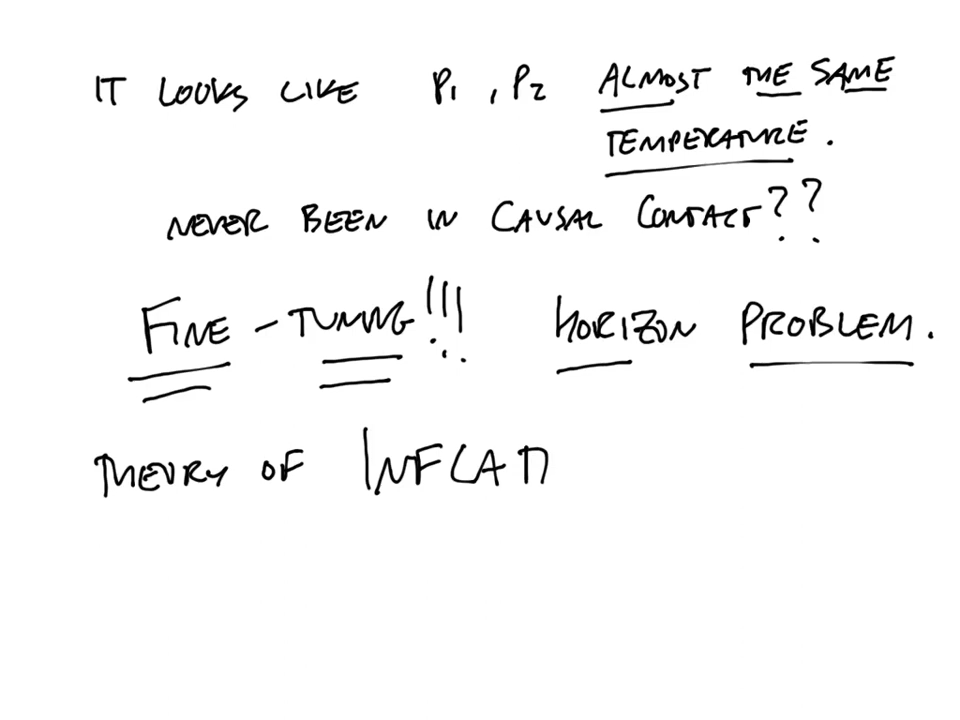 IT LOOKS LIKE P1, P2 ALMOST THE SAME
TEMPERATURE.
NEVER BEEN IN CAUSAL CONTACT??
FINE-TUNING!!! HORIZON PROBLEM.
THEORY OF INFLATI